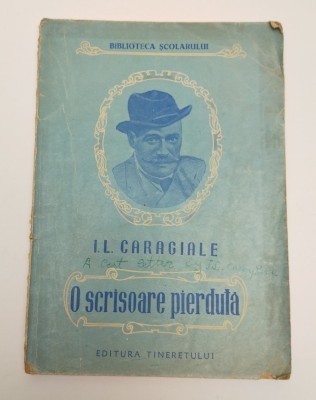 BIBLIOTECA ȘCOLARULUI
I.L. CARAGIALE
O scrisoare pierdută
EDITURA TINERETULUI